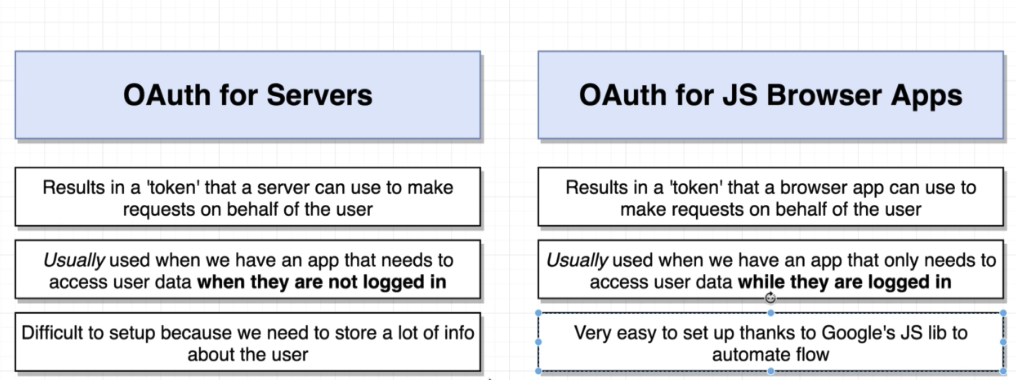 OAuth for Servers
Results in a 'token' that a server can use to make
requests on behalf of the user
Usually used when we have an app that needs to
access user data when they are not logged in
Difficult to setup because we need to store a lot of info
about the user
OAuth for JS Browser Apps
Results in a 'token' that a browser app can use to
make requests on behalf of the user
Usually used when we have an app that only needs to
access user data while they are logged in
Very easy to set up thanks to Google's JS lib to
automate flow